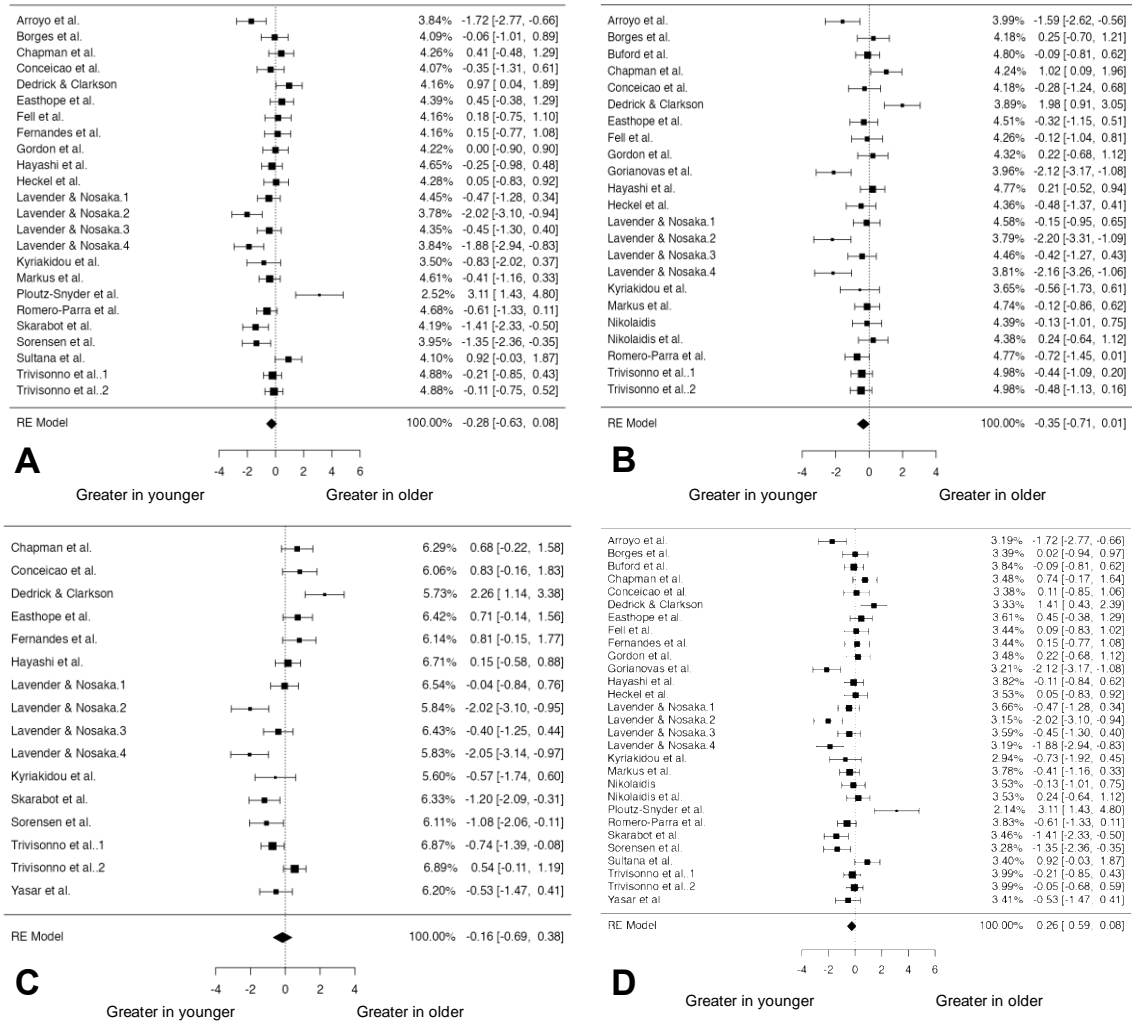 Arroyo et al. 3.84% -1.72 [-2.77, -0.66]
Borges et al. 4.09% -0.06 [-1.01, 0.89]
Chapman et al. 4.26% 0.41 [-0.48, 1.29]
Conceicao et al. 4.07% -0.35 [-1.31, 0.61]
Dedrick & Clarkson 4.16% 0.97 [ 0.04, 1.89]
Easthope et al. 4.39% 0.45 [-0.38, 1.29]
Fell et al. 4.16% 0.18 [-0.75, 1.10]
Fernandes et al. 4.16% 0.15 [-0.77, 1.08]
Gordon et al. 4.22% 0.00 [-0.90, 0.90]
Hayashi et al. 4.65% -0.25 [-0.98, 0.48]
Heckel et al. 4.28% 0.05 [-0.83, 0.92]
Lavender & Nosaka.1 4.45% -0.47 [-1.28, 0.34]
Lavender & Nosaka.2 3.78% -2.02 [-3.10, -0.94]
Lavender & Nosaka.3 4.35% -0.45 [-1.30, 0.40]
Lavender & Nosaka.4 3.84% -1.88 [-2.94, -0.83]
Kyriakidou et al. 3.50% -0.83 [-2.02, 0.37]
Markus et al. 4.61% -0.41 [-1.16, 0.33]
Ploutz-Snyder et al. 2.52% 3.11 [ 1.43, 4.80]
Romero-Parra et al. 4.68% -0.61 [-1.33, 0.11]
Skarabot et al. 4.19% -1.41 [-2.33, -0.50]
Sorensen et al. 3.95% -1.35 [-2.36, -0.35]
Sultana et al. 4.10% 0.92 [-0.03, 1.87]
Trivisonno et al..1 4.88% -0.21 [-0.85, 0.43]
Trivisonno et al..2 4.88% -0.11 [-0.75, 0.52]
RE Model 100.00% -0.28 [-0.63, 0.08]
A
-4 -2 0 2 4 6
Greater in younger Greater in older
Arroyo et al. 3.99% -1.59 [-2.62, -0.56]
Borges et al. 4.18% 0.25 [-0.70, 1.21]
Buford et al. 4.80% -0.09 [-0.81, 0.62]
Chapman et al. 4.24% 1.02 [ 0.09, 1.96]
Conceicao et al. 4.18% -0.28 [-1.24, 0.68]
Dedrick & Clarkson 3.89% 1.98 [ 0.91, 3.05]
Easthope et al. 4.51% -0.32 [-1.15, 0.51]
Fell et al. 4.26% -0.12 [-1.04, 0.81]
Gordon et al. 4.32% 0.22 [-0.68, 1.12]
Gorianovas et al. 3.96% -2.12 [-3.17, -1.08]
Hayashi et al. 4.77% 0.21 [-0.52, 0.94]
Heckel et al. 4.36% -0.48 [-1.37, 0.41]
Lavender & Nosaka.1 4.58% -0.15 [-0.95, 0.65]
Lavender & Nosaka.2 3.79% -2.20 [-3.31, -1.09]
Lavender & Nosaka.3 4.46% -0.42 [-1.27, 0.43]
Lavender & Nosaka.4 3.81% -2.16 [-3.26, -1.06]
Kyriakidou et al. 3.65% -0.56 [-1.73, 0.61]
Markus et al. 4.74% -0.12 [-0.86, 0.62]
Nikolaidis 4.39% -0.13 [-1.01, 0.75]
Nikolaidis et al. 4.38% 0.24 [-0.64, 1.12]
Romero-Parra et al. 4.77% -0.72 [-1.45, 0.01]
Trivisonno et al..1 4.98% -0.44 [-1.09, 0.20]
Trivisonno et al..2 4.98% -0.48 [-1.13, 0.16]
RE Model 100.00% -0.35 [-0.71, 0.01]
B
-4 -2 0 2 4
Greater in younger Greater in older
Chapman et al. 6.29% 0.68 [-0.22, 1.58]
Conceicao et al. 6.06% 0.83 [-0.16, 1.83]
Dedrick & Clarkson 5.73% 2.26 [ 1.14, 3.38]
Easthope et al. 6.42% 0.71 [-0.14, 1.56]
Fernandes et al. 6.14% 0.81 [-0.15, 1.77]
Hayashi et al. 6.71% 0.15 [-0.58, 0.88]
Lavender & Nosaka.1 6.54% -0.04 [-0.84, 0.76]
Lavender & Nosaka.2 5.84% -2.02 [-3.10, -0.95]
Lavender & Nosaka.3 6.43% -0.40 [-1.25, 0.44]
Lavender & Nosaka.4 5.83% -2.05 [-3.14, -0.97]
Kyriakidou et al. 5.60% -0.57 [-1.74, 0.60]
Skarabot et al. 6.33% -1.20 [-2.09, -0.31]
Sorensen et al. 6.11% -1.08 [-2.06, -0.11]
Trivisonno et al..1 6.87% -0.74 [-1.39, -0.08]
Trivisonno et al..2 6.89% 0.54 [-0.11, 1.19]
Yasar et al. 6.20% -0.53 [-1.47, 0.41]
RE Model 100.00% -0.16 [-0.69, 0.38]
C
-4 -2 0 2 4
Greater in younger Greater in older
Arroyo et al. 3.19% -1.72 [-2.77, -0.66]
Borges et al. 3.39% 0.02 [-0.94, 0.97]
Buford et al. 3.84% -0.09 [-0.81, 0.62]
Chapman et al. 3.48% 0.74 [-0.17, 1.64]
Conceicao et al. 3.38% 0.11 [-0.85, 1.06]
Dedrick & Clarkson 3.33% 1.41 [ 0.43, 2.39]
Easthope et al. 3.61% 0.45 [-0.38, 1.29]
Fell et al. 3.44% 0.09 [-0.83, 1.02]
Fernandes et al. 3.44% 0.15 [-0.77, 1.08]
Gordon et al. 3.48% 0.22 [-0.68, 1.12]
Gorianovas et al. 3.21% -2.12 [-3.17, -1.08]
Hayashi et al. 3.82% -0.11 [-0.84, 0.62]
Heckel et al. 3.53% 0.05 [-0.83, 0.92]
Lavender & Nosaka.1 3.66% -0.47 [-1.28, 0.34]
Lavender & Nosaka.2 3.15% -2.02 [-3.10, -0.94]
Lavender & Nosaka.3 3.59% -0.45 [-1.30, 0.40]
Lavender & Nosaka.4 3.19% -1.88 [-2.94, -0.83]
Kyriakidou et al. 2.94% -0.73 [-1.92, 0.45]
Markus et al. 3.78% -0.41 [-1.16, 0.33]
Nikolaidis 3.53% -0.13 [-1.01, 0.75]
Nikolaidis et al. 3.53% 0.24 [-0.64, 1.12]
Ploutz-Snyder et al. 2.14% 3.11 [ 1.43, 4.80]
Romero-Parra et al. 3.83% -0.61 [-1.33, 0.11]
Skarabot et al. 3.46% -1.41 [-2.33, -0.50]
Sorensen et al. 3.28% -1.35 [-2.36, -0.35]
Sultana et al. 3.40% 0.92 [-0.03, 1.87]
Trivisonno et al..1 3.99% -0.21 [-0.85, 0.43]
Trivisonno et al..2 3.99% -0.05 [-0.68, 0.59]
Yasar et al. 3.41% -0.53 [-1.47, 0.41]
RE Model 100.00% 0.26 [ 0.59, 0.08]
D
-4 -2 0 2 4 6
Greater in younger Greater in older